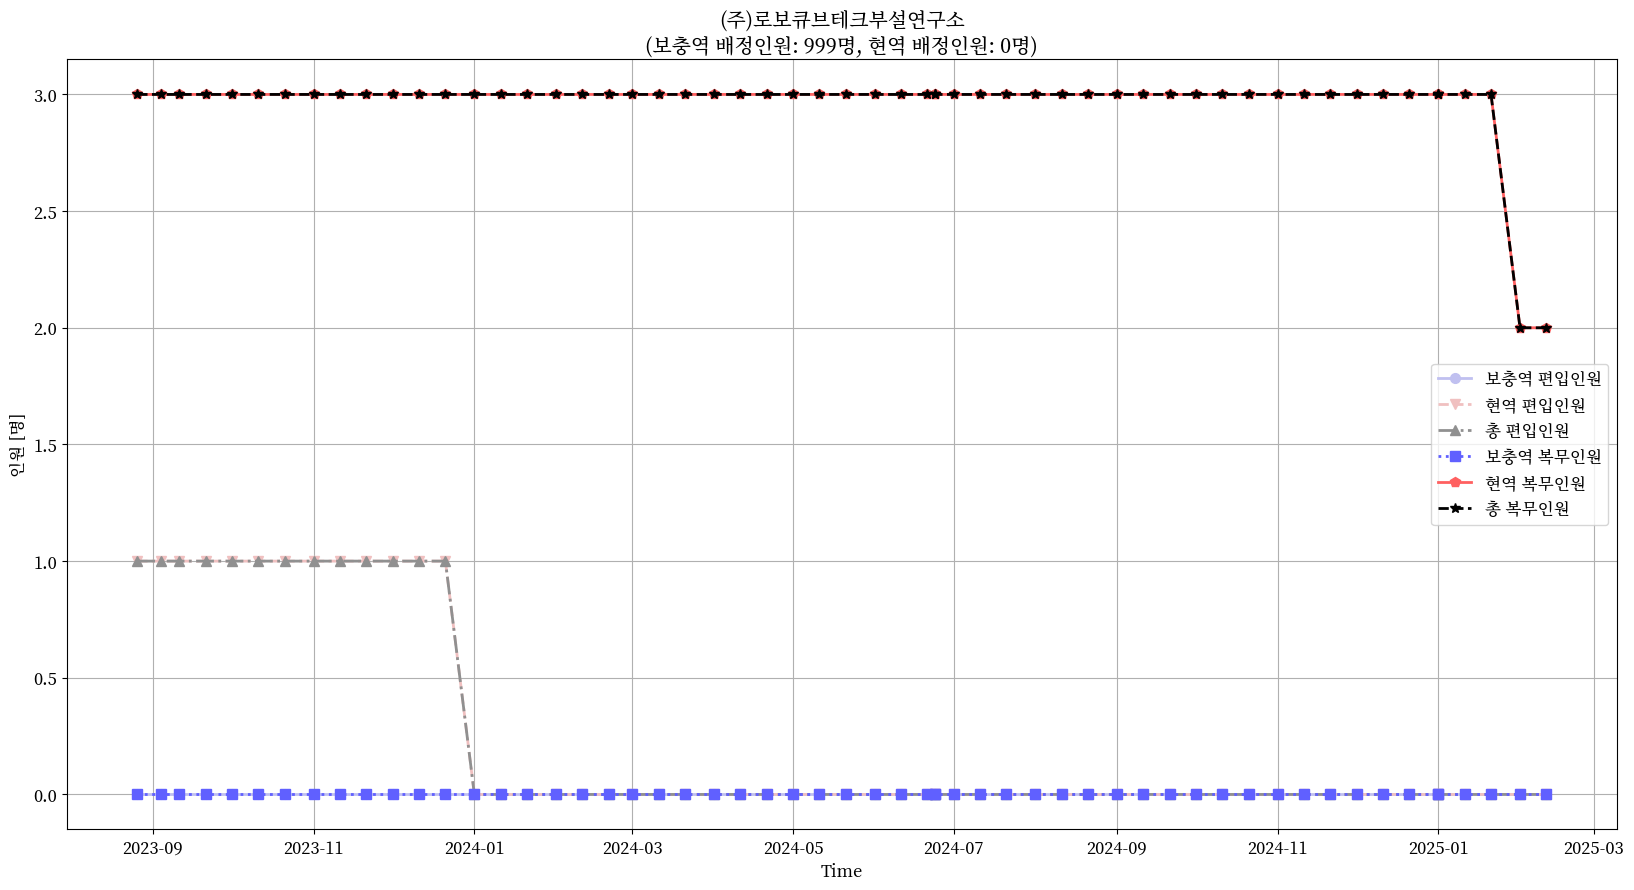 (주)로보큐브테크부설연구소
(보충역 배정인원: 999명, 현역 배정인원: 0명)
인원 [명]
3.0
2.5
2.0
1.5
1.0
0.5
0.0
보충역 편입인원
현역 편입인원
총 편입인원
보충역 복무인원
현역 복무인원
총 복무인원
2023-09 2023-11 2024-01 2024-03 2024-05 2024-07 2024-09 2024-11 2025-01 2025-03
Time